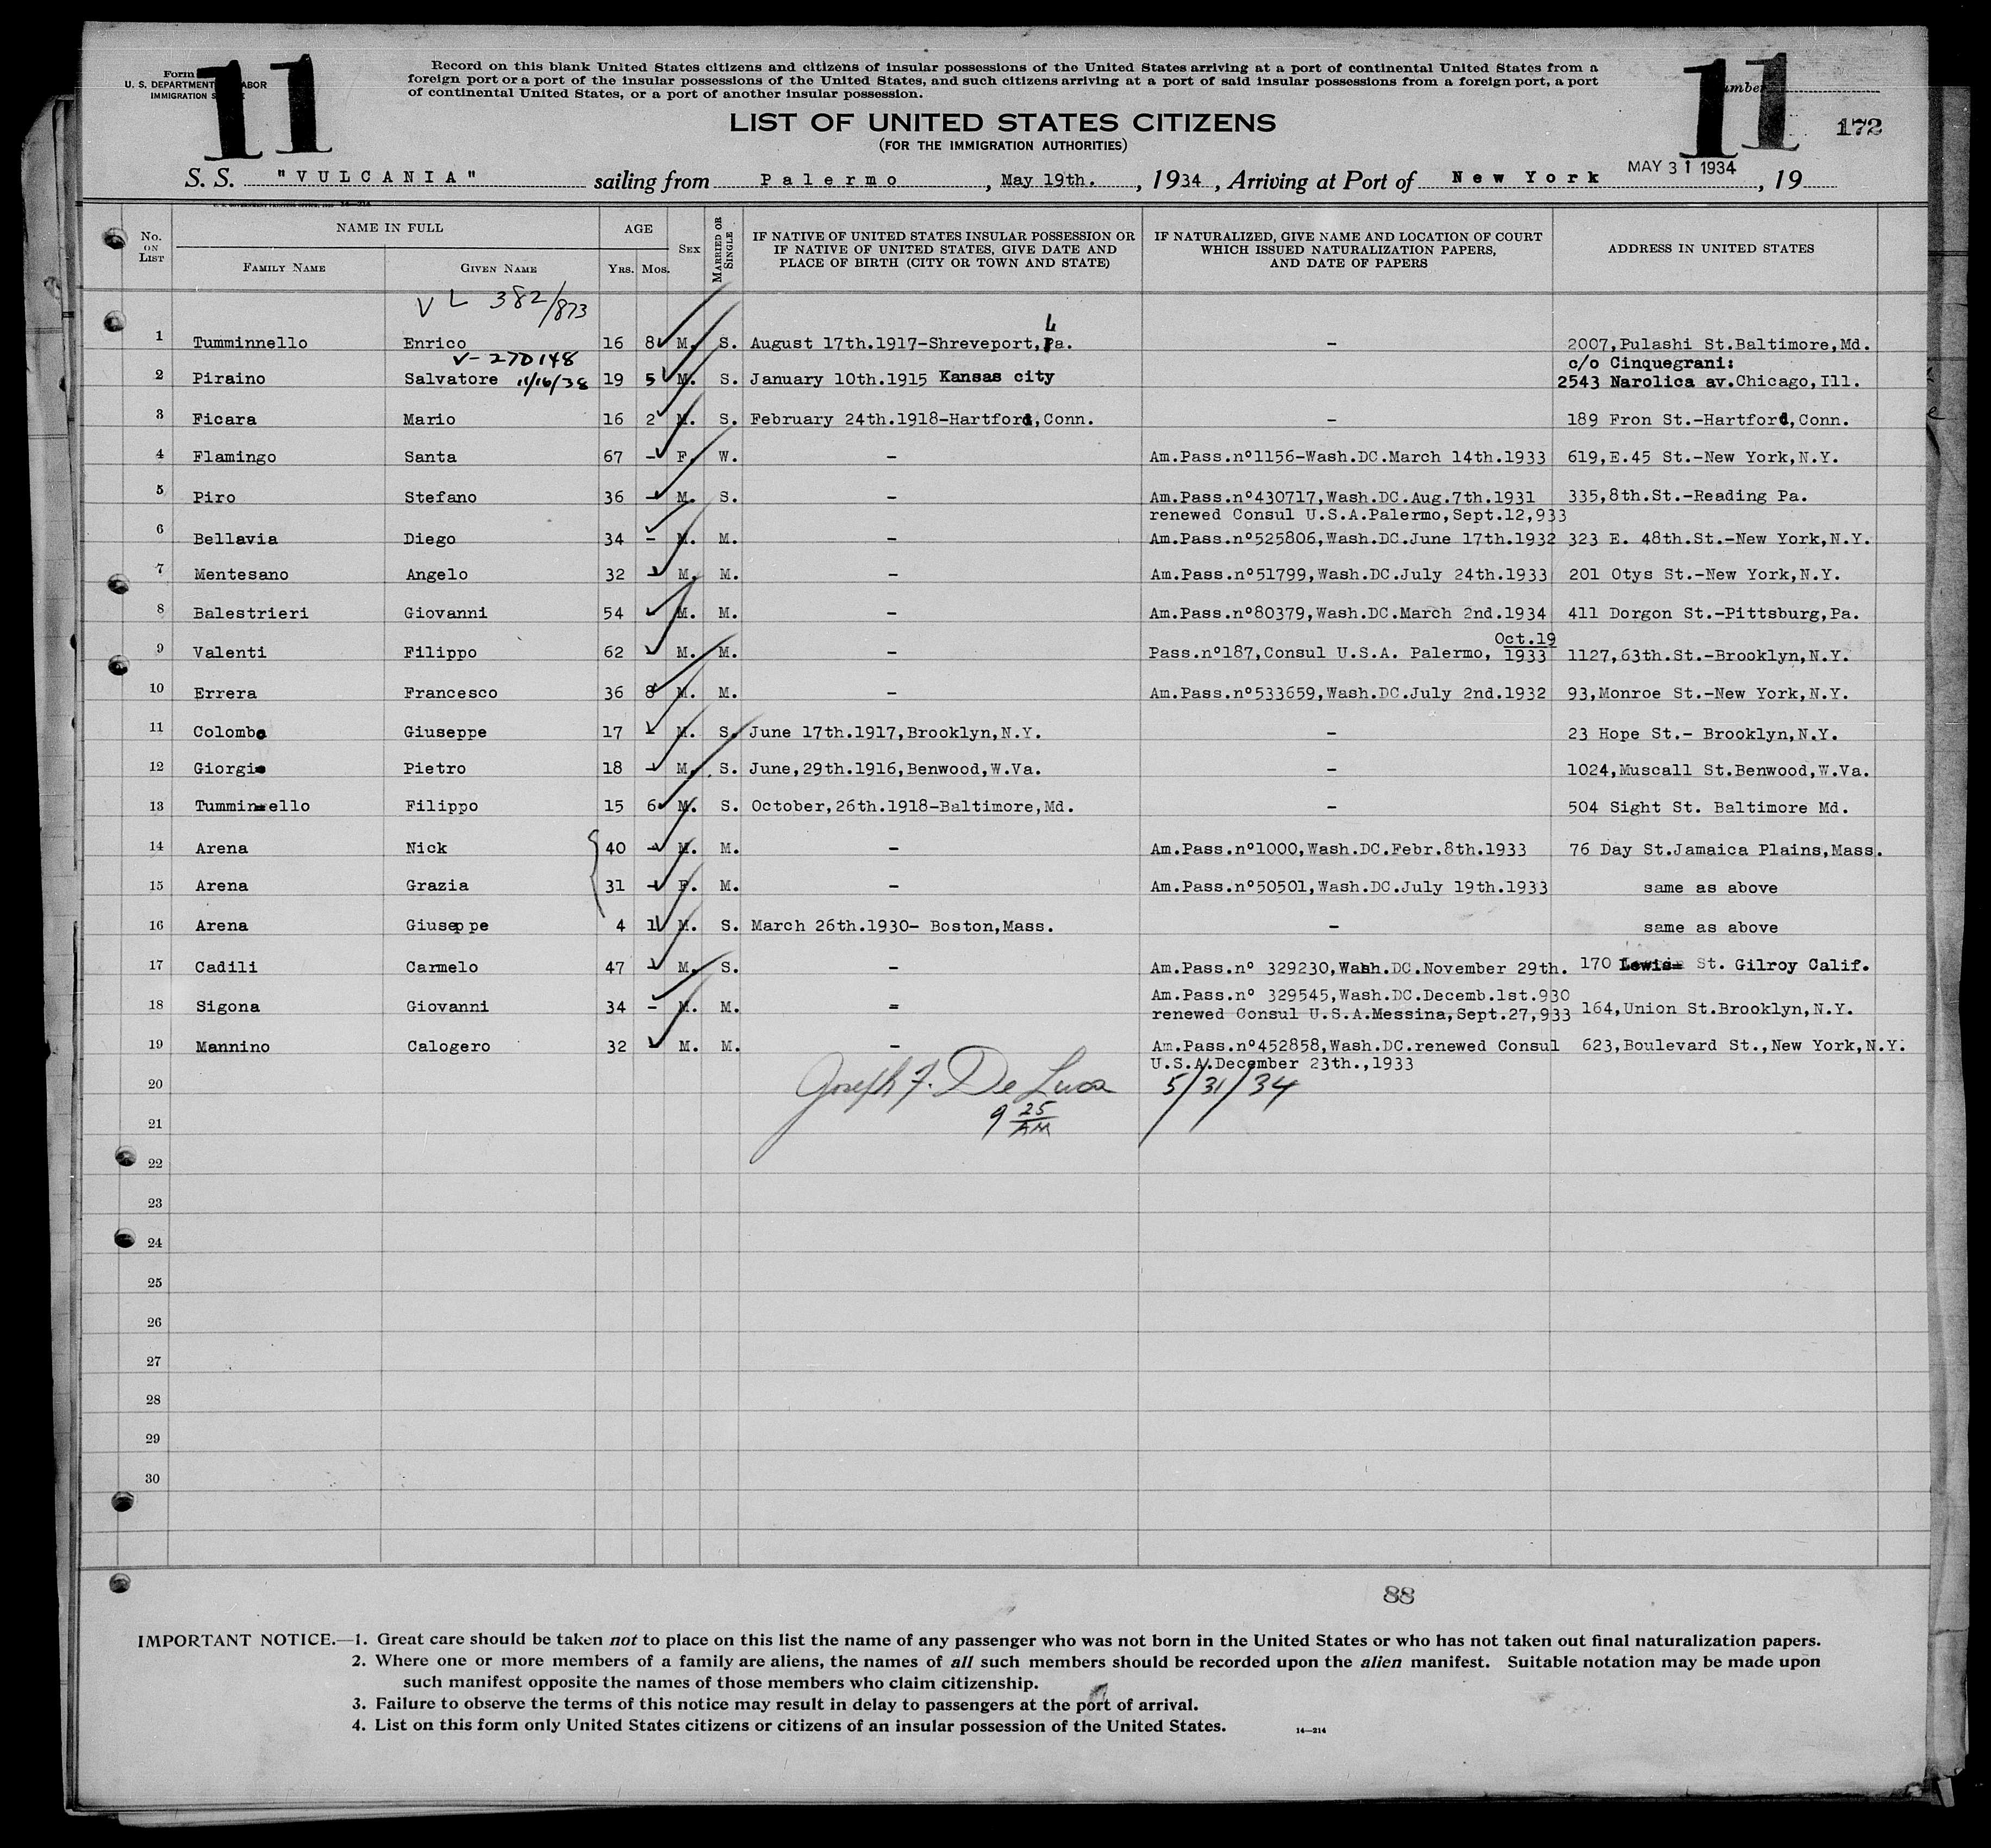 11
Form
U. S. DEPARTMENT LABOR
IMMIGRATION
Record on this blank United States citizens and citizens of insular possessions of the United States arriving at a port of continental United States from a
foreign port or a port of the insular possessions of the United States, and such citizens arriving at a port of said insular possessions from a foreign port, a port
of continental United States, or a port of another insular possession.
11
172
LIST OF UNITED STATES CITIZENS
(FOR THE IMMIGRATION AUTHORITIES)
S. S. "VULCANIA" sailing from Palermo, May 19th., 1934, Arriving at Port of New York MAY 31 1934, 19
No. ON LIST NAME IN FULL AGE SEX MARRIED OR SINGLE IF NATIVE OF UNITED STATES INSULAR POSSESSION OR IF NATIVE OF UNITED STATES, GIVE DATE AND PLACE OF BIRTH (CITY OR TOWN AND STATE) IF NATURALIZED, GIVE NAME AND LOCATION OF COURT WHICH ISSUED NATURALIZATION PAPERS, AND DATE OF PAPERS ADDRESS IN UNITED STATES
FAMILY NAME GIVEN NAME YRS. MOS.
V L 382/873
1 Tumminnello Enrico 16 8 M. S. August 17th.1917-Shreveport, La. - 2007,Pulashi St.Baltimore,Md.
V-270148
c/o Cinquegrani:
2 Piraino Salvatore 11/16/38 19 5 M. S. January 10th.1915 Kansas city 2543 Narolica av.Chicago,Ill.
3 Ficara Mario 16 2 M. S. February 24th.1918-Hartford,Conn. - 189 Fron St.-Hartford,Conn.
4 Flamingo Santa 67 - F. W. - Am.Pass.nº1156-Wash.DC.March 14th.1933 619,E.45 St.-New York,N.Y.
5 Piro Stefano 36 - M. S. - Am.Pass.nº430717,Wash.DC.Aug.7th.1931 335,8th.St.-Reading Pa.
renewed Consul U.S.A.Palermo,Sept.12,933
6 Bellavia Diego 34 - M. M. - Am.Pass.nº525806,Wash.DC.June 17th.1932 323 E. 48th.St.-New York,N.Y.
7 Mentesano Angelo 32 - M. M. - Am.Pass.nº51799,Wash.DC.July 24th.1933 201 Otys St.-New York,N.Y.
8 Balestrieri Giovanni 54 M. M. - Am.Pass.nº80379,Wash.DC.March 2nd.1934 411 Dorgon St.-Pittsburg,Pa.
Oct.19
9 Valenti Filippo 62 M. M. - Pass.nº187,Consul U.S.A. Palermo, 1933 1127,63th.St.-Brooklyn,N.Y.
10 Errera Francesco 36 8 M. M. - Am.Pass.nº533659,Wash.DC.July 2nd.1932 93,Monroe St.-New York,N.Y.
11 Colombo Giuseppe 17 M. S. June 17th.1917,Brooklyn,N.Y. - 23 Hope St.- Brooklyn,N.Y.
12 Giorgio Pietro 18 - M. S. June,29th.1916,Benwood,W.Va. - 1024,Muscall St.Benwood,W.Va.
13 Tumminello Filippo 15 6 M. S. October,26th.1918-Baltimore,Md. - 504 Sight St. Baltimore Md.
14 Arena Nick 40 - M. M. - Am.Pass.nº1000,Wash.DC.Febr.8th.1933 76 Day St.Jamaica Plains,Mass.
15 Arena Grazia 31 - F. M. - Am.Pass.nº50501,Wash.DC.July 19th.1933 same as above
16 Arena Giuseppe 4 1 M. S. March 26th.1930- Boston,Mass. - same as above
17 Cadili Carmelo 47 - M. S. - Am.Pass.nº 329230,Wash.DC.November 29th. 170 Lewis St. Gilroy Calif.
Am.Pass.nº 329545,Wash.DC.Decemb.1st.930
18 Sigona Giovanni 34 - M. M. = renewed Consul U.S.A.Messina,Sept.27,933 164,Union St.Brooklyn,N.Y.
19 Mannino Calogero 32 M. M. - Am.Pass.nº452858,Wash.DC.renewed Consul 623,Boulevard St.,New York,N.Y.
U.S.A.December 23th.,1933
20 Joseph F. De Luca 5/31/34
21 9 25 AM
22
23
24
25
26
27
28
29
30
88
IMPORTANT NOTICE.—1. Great care should be taken not to place on this list the name of any passenger who was not born in the United States or who has not taken out final naturalization papers.
2. Where one or more members of a family are aliens, the names of all such members should be recorded upon the alien manifest. Suitable notation may be made upon
such manifest opposite the names of those members who claim citizenship.
3. Failure to observe the terms of this notice may result in delay to passengers at the port of arrival.
4. List on this form only United States citizens or citizens of an insular possession of the United States.
14—214